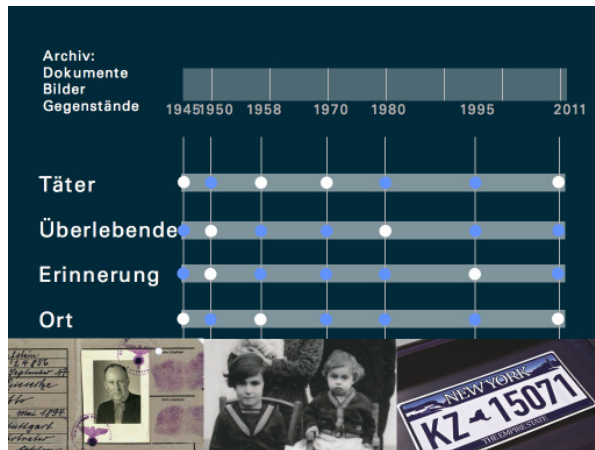 Archiv:
Dokumente
Bilder
Gegenstände
1945 1950 1958 1970 1980 1995 2011
Täter
Überlebende
Erinnerung
Ort
NEW YORK
KZ 15071
THE EMPIRE STATE